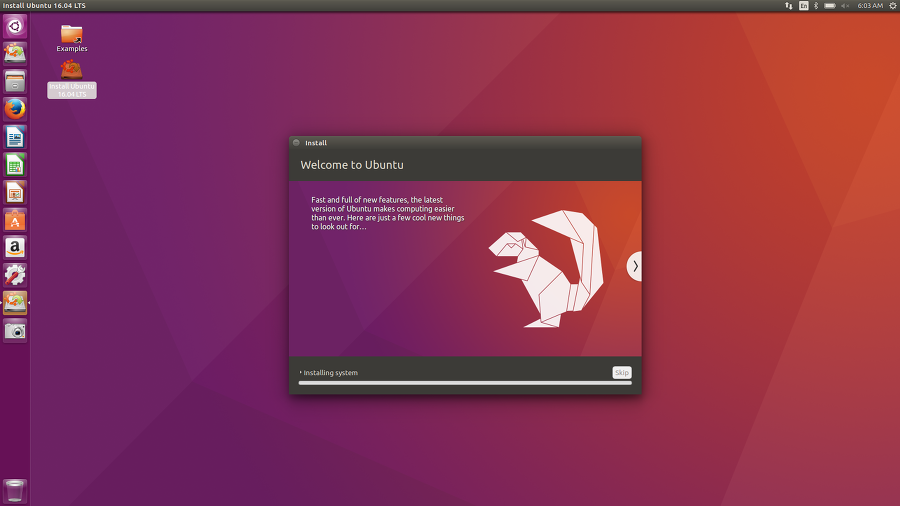 Install Ubuntu 16.04 LTS
En
6:03 AM
Examples
Install Ubuntu
16.04 LTS
a
Install
Welcome to Ubuntu
Fast and full of new features, the latest
version of Ubuntu makes computing easier
than ever. Here are just a few cool new things
to look out for...
Installing system
Skip